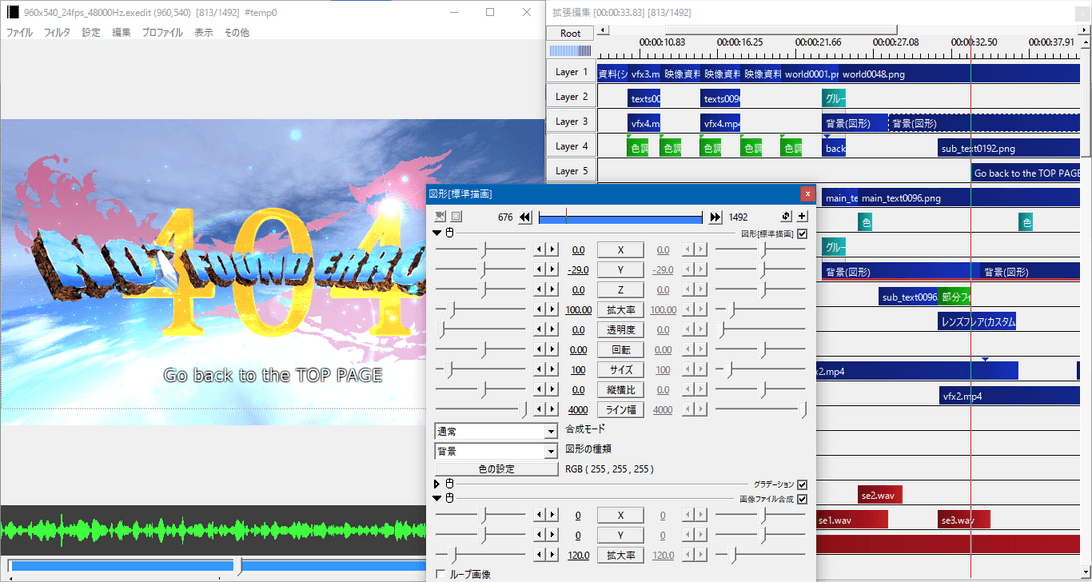 960x540_24fps_48000Hz.exedit (960,540) [813/1492] #temp0
ファイル フィルタ 設定 編集 プロファイル 表示 その他
404
NOT FOUND ERRO
Go back to the TOP PAGE
拡張編集 [00:00:33.83] [813/1492]
Root
00:00:10.83 00:00:16.25 00:00:21.66 00:00:27.08 00:00:32.50 00:00:37.91
Layer 1 資料(シ vfx3.m 映像資料 映像資料 映像資料 world0001.pn world0048.png
Layer 2 texts00 texts009 グルー
Layer 3 vfx4.m vfx4.mp4 背景(図形) 背景(図形)
Layer 4 色調 色調 色調 色調 色調 back sub_text0192.png
Layer 5 Go back to the TOP PAGE
main_te main_text0096.png
色 色
グルー
背景(図形) 背景(図形)
sub_text0096 部分フィ
レンズフレア(カスタム
x2.mp4
vfx2.mp4
se2.wav
se1.wav se3.wav
図形[標準描画]
676 1492
図形[標準描画]
0.0 X 0.0
-29.0 Y -29.0
0.0 Z 0.0
100.00 拡大率 100.00
0.0 透明度 0.0
0.00 回転 0.00
100 サイズ 100
0.0 縦横比 0.0
4000 ライン幅 4000
通常 合成モード
背景 図形の種類
色の設定 RGB ( 255 , 255 , 255 )
グラデーション
画像ファイル合成
0 X 0
0 Y 0
120.0 拡大率 120.0
ループ画像